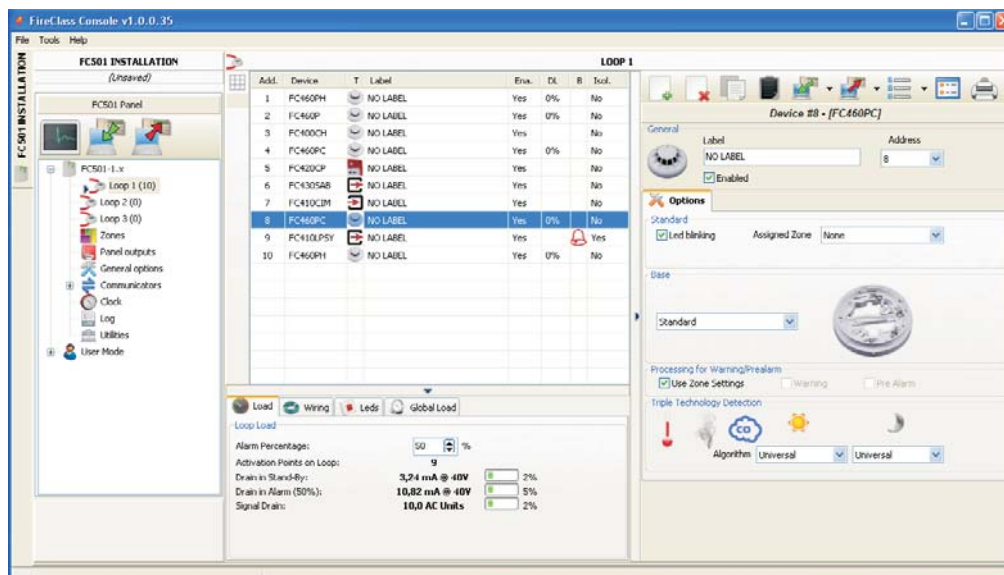 FireClass Console v1.0.0.35
File Tools Help
FC501 INSTALLATION
FC501 INSTALLATION
(Unsaved)
FC501 Panel
FC501-1.x
Loop 1 (10)
Loop 2 (0)
Loop 3 (0)
Zones
Panel outputs
General options
Communicators
Clock
Log
Utilities
User Mode
LOOP 1
Add. Device T Label Ena. DL B Isol.
1 FC460PH NO LABEL Yes 0% No
2 FC460P NO LABEL Yes 0% No
3 FC400CH NO LABEL Yes No
4 FC460PC NO LABEL Yes 0% No
5 FC420CP NO LABEL Yes No
6 FC430SAB NO LABEL Yes No
7 FC410CIM NO LABEL Yes No
8 FC460PC NO LABEL Yes 0% No
9 FC410LPSY NO LABEL Yes Yes
10 FC460PH NO LABEL Yes 0% No
Load Wiring Leds Global Load
Loop Load
Alarm Percentage: 50 %
Activation Points on Loop: 9
Drain in Stand-By: 3,24 mA @ 40V 2%
Drain in Alarm (50%): 10,82 mA @ 40V 5%
Signal Drain: 10,0 AC Units 2%
Device #8 - [FC460PC]
General
Label Address
NO LABEL 8
Enabled
Options
Standard
Led blinking Assigned Zone None
Base
Standard
Processing for Warning/Prealarm
Use Zone Settings Warning Pre Alarm
Triple Technology Detection
CO
Algorithm Universal Universal